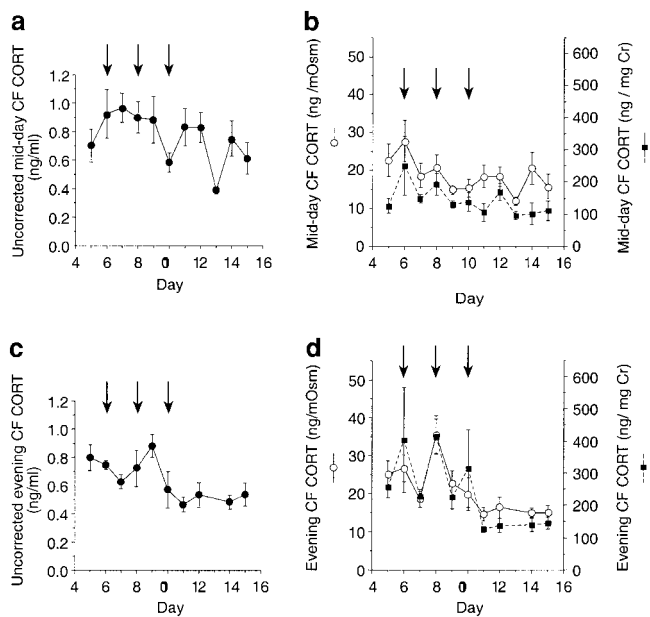 a
Uncorrected mid-day CF CORT
(ng/ml)
1.2
1.0
0.8
0.6
0.4
0.2
0.0
4 6 8 0 12 14 16
Day
b
Mid-day CF CORT (ng /mOsm)
50
40
30
20
10
0
600
500
400
300
200
100
0
Mid-day CF CORT (ng / mg Cr)
4 6 8 10 12 14 16
Day
c
Uncorrected evening CF CORT
(ng/ml)
1.2
1.0
0.8
0.6
0.4
0.2
0.0
4 6 8 0 12 14 16
Day
d
Evening CF CORT (ng/mOsm)
50
40
30
20
10
0
600
500
400
300
200
100
0
Evening CF CORT (ng/ mg Cr)
4 6 8 0 12 14 16
Day